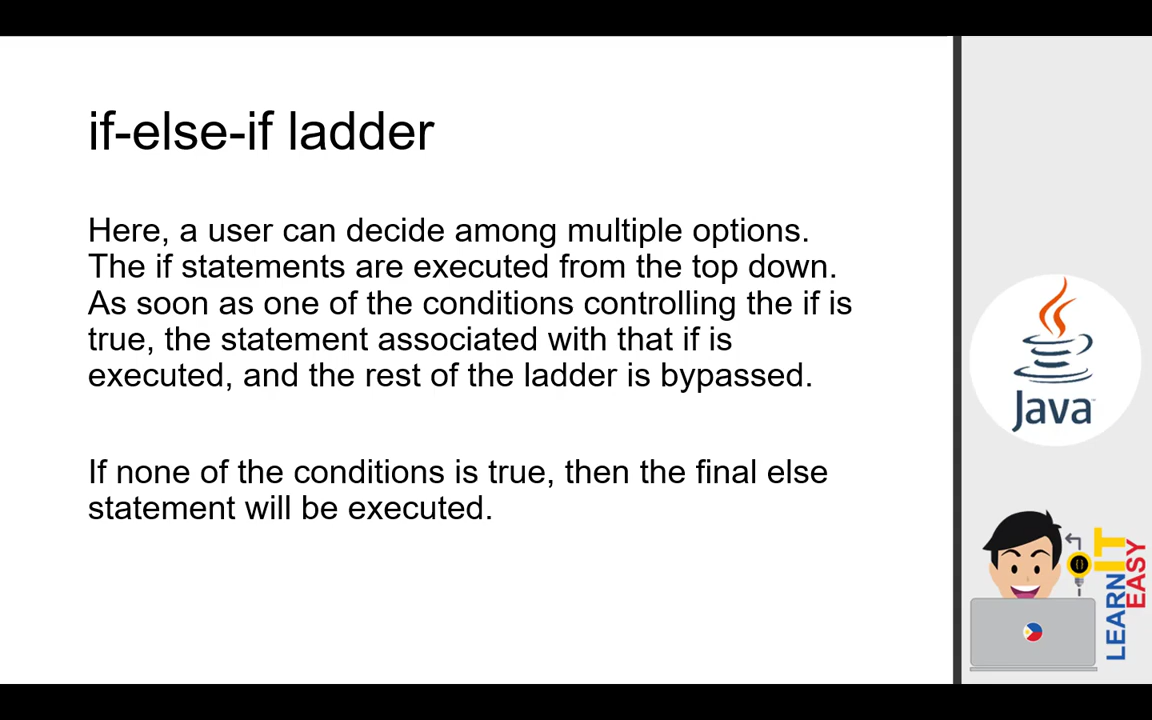 if-else-if ladder
Here, a user can decide among multiple options.
The if statements are executed from the top down.
As soon as one of the conditions controlling the if is
true, the statement associated with that if is
executed, and the rest of the ladder is bypassed.
If none of the conditions is true, then the final else
statement will be executed.
Java™
LEARN IT
EASY